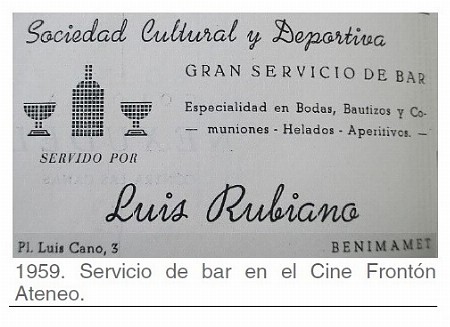 Sociedad Cultural y Deportiva
GRAN SERVICIO DE BAR
Especialidad en Bodas, Bautizos y Co-
— muniones - Helados - Aperitivos. —
SERVIDO POR
Luis Rubiano
Pl. Luis Cano, 3
BENIMAMET
1959. Servicio de bar en el Cine Frontón
Ateneo.